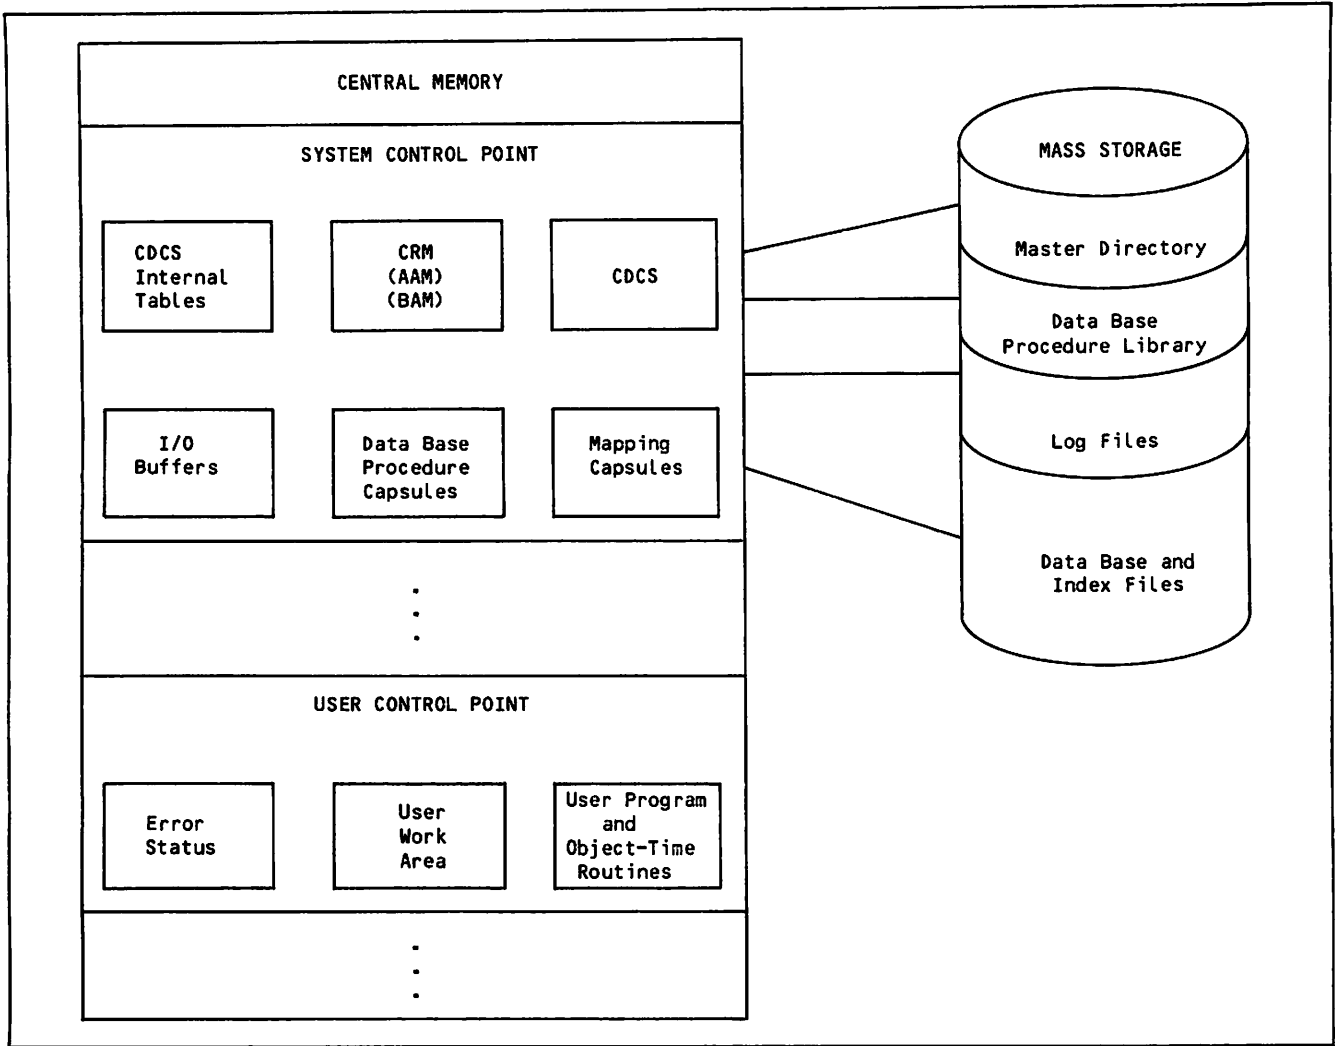 CENTRAL MEMORY
SYSTEM CONTROL POINT
CDCS
Internal
Tables
CRM
(AAM)
(BAM)
CDCS
I/O
Buffers
Data Base
Procedure
Capsules
Mapping
Capsules
.
.
.
USER CONTROL POINT
Error
Status
User
Work
Area
User Program
and
Object-Time
Routines
.
.
.
MASS STORAGE
Master Directory
Data Base
Procedure Library
Log Files
Data Base and
Index Files